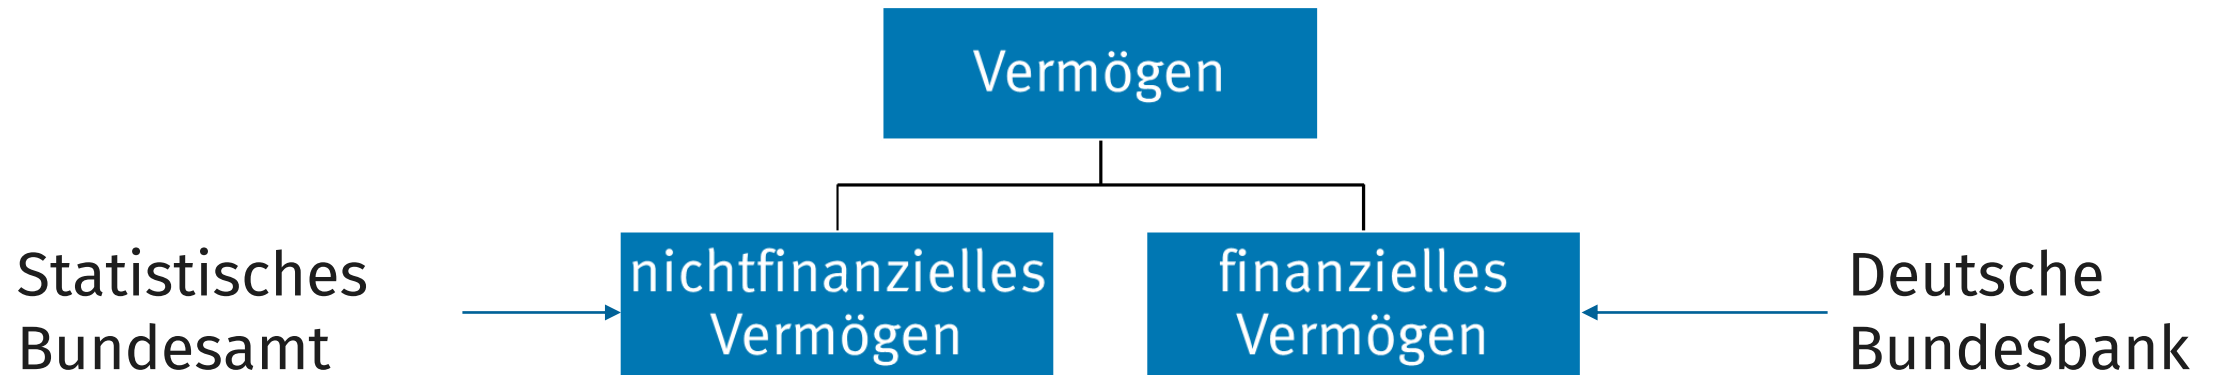 Vermögen
Statistisches
Bundesamt
nichtfinanzielles
Vermögen
finanzielles
Vermögen
Deutsche
Bundesbank